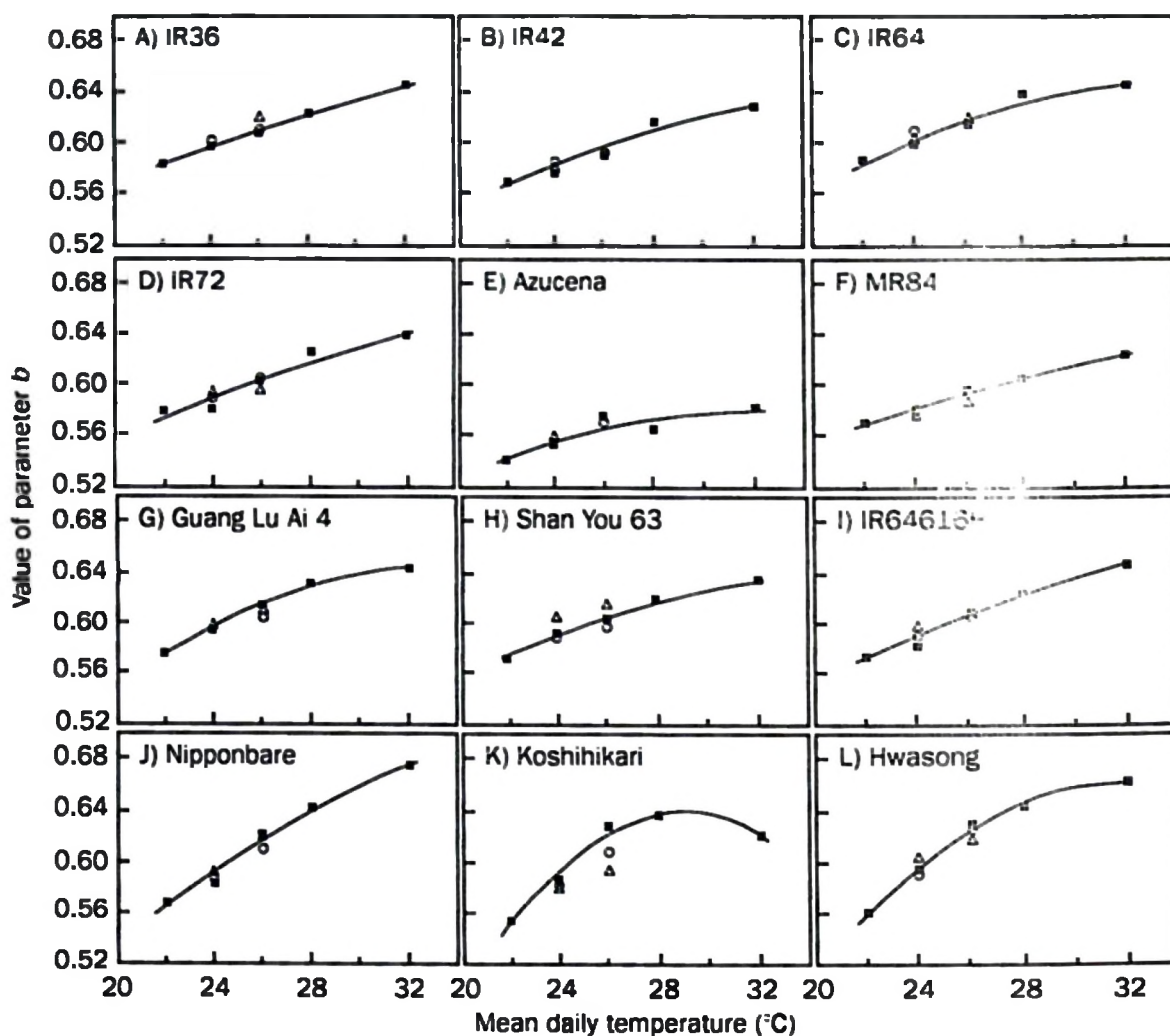 A) IR36
B) IR42
C) IR64
0.68
0.64
0.60
0.56
0.52
D) IR72
E) Azucena
F) MR84
0.68
0.64
0.60
0.56
0.52
G) Guang Lu Ai 4
H) Shan You 63
I)
0.68
0.64
0.60
0.56
0.52
J) Nipponbare
K) Koshihikari
L) Hwasong
0.68
0.64
0.60
0.56
0.52
20 24 28 32 20 24 28 32 20 24 28 32
Value of parameter b
Mean daily temperature (°C)